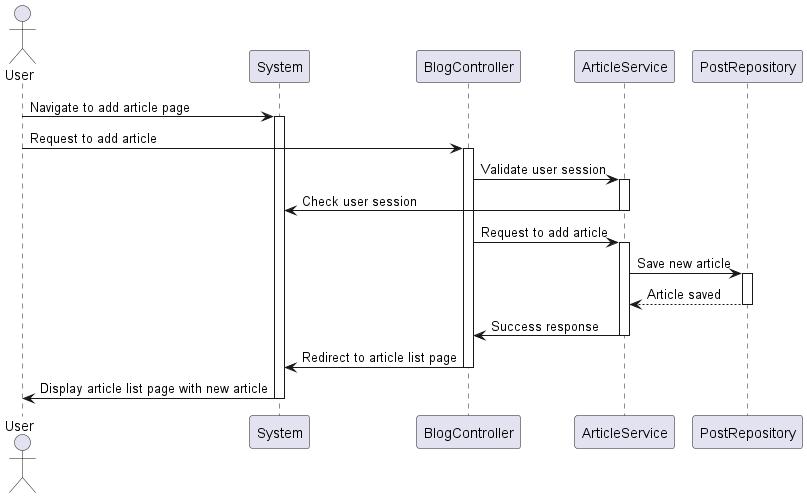 User
System
BlogController
ArticleService
PostRepository
Navigate to add article page
Request to add article
Validate user session
Check user session
Request to add article
Save new article
Article saved
Success response
Redirect to article list page
Display article list page with new article
User
System
BlogController
ArticleService
PostRepository